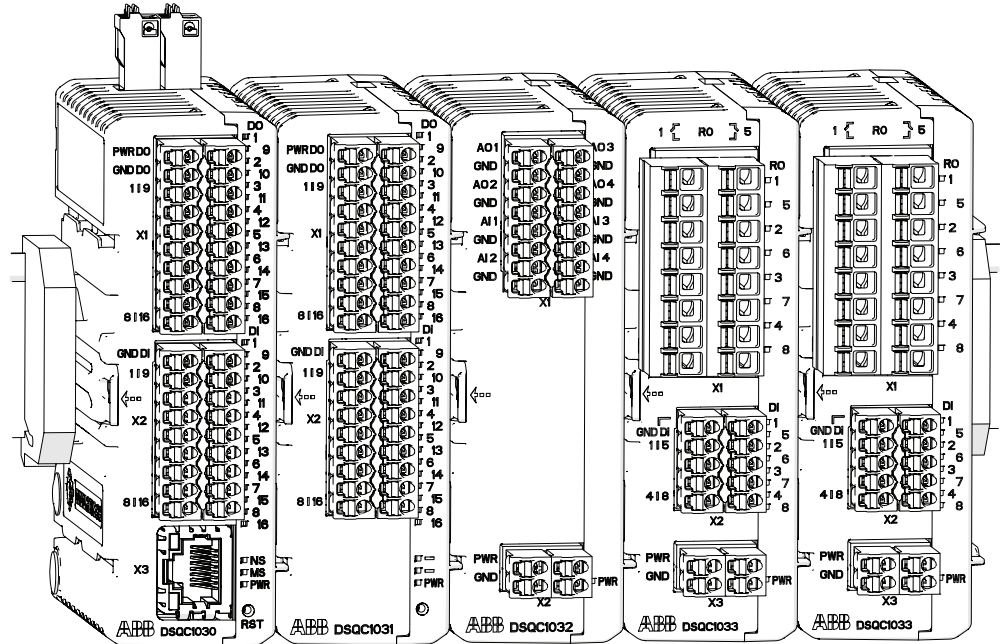 DO
1
PWR DO
9
2
GND DO
10
1 | 9
3
11
4
12
X1
5
13
6
14
7
15
8
8 | 16
16
DI
1
GND DI
9
2
1 | 9
10
3
11
4
X2
12
5
13
6
14
7
8 | 16
15
8
16
X3
NS
MS
PWR
RST
ABB DSQC1030
DO
1
PWR DO
9
2
GND DO
10
1 | 9
3
11
4
12
X1
5
13
6
14
7
15
8
8 | 16
16
DI
1
GND DI
9
2
1 | 9
10
3
11
4
X2
12
5
13
6
14
7
8 | 16
15
8
16
PWR
ABB DSQC1031
AO1 AO3
GND GND
AO2 AO4
GND GND
AI1 AI3
GND GND
AI2 AI4
GND GND
X1
PWR
GND
PWR
X2
ABB DSQC1032
1 { RO } 5
RO
1
5
2
6
3
7
4
8
X1
DI
1
GND DI
5
1 | 5
2
6
3
7
4 | 8
4
8
X2
PWR
GND
PWR
X3
ABB DSQC1033
1 { RO } 5
RO
1
5
2
6
3
7
4
8
X1
DI
1
GND DI
5
1 | 5
2
6
3
7
4 | 8
4
8
X2
PWR
GND
PWR
X3
ABB DSQC1033